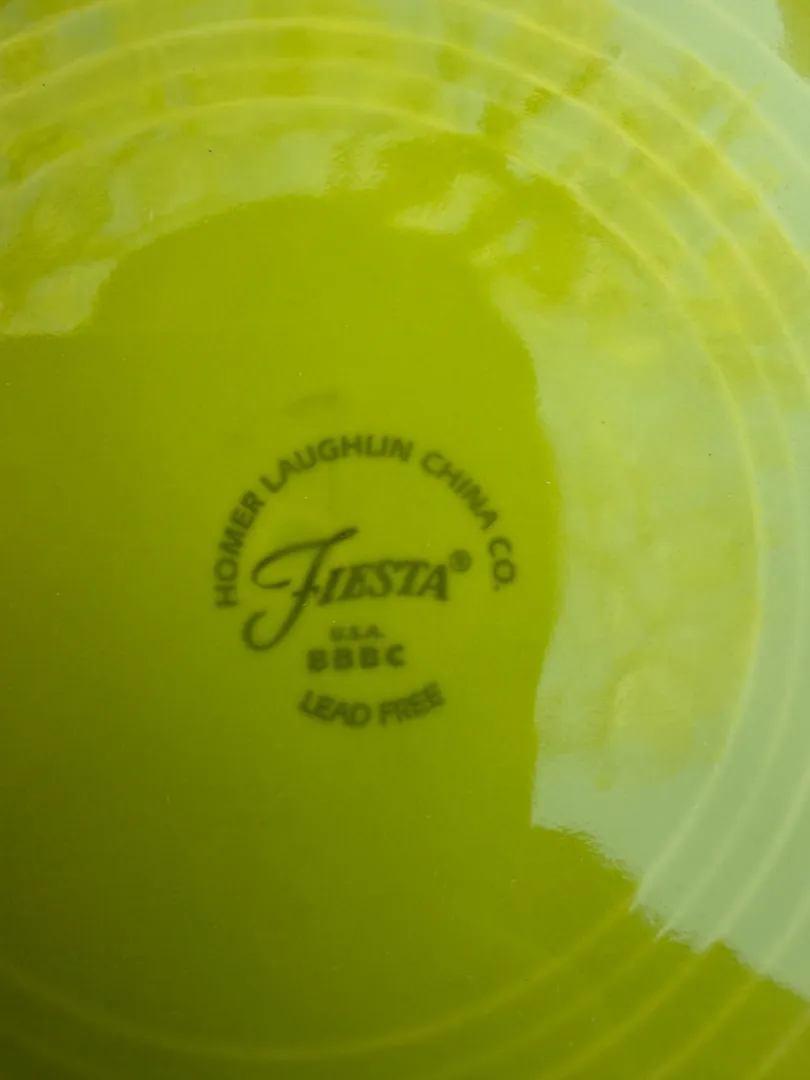 HOMER LAUGHLIN CHINA CO.
FIESTA®
U.S.A.
BBBC
LEAD FREE